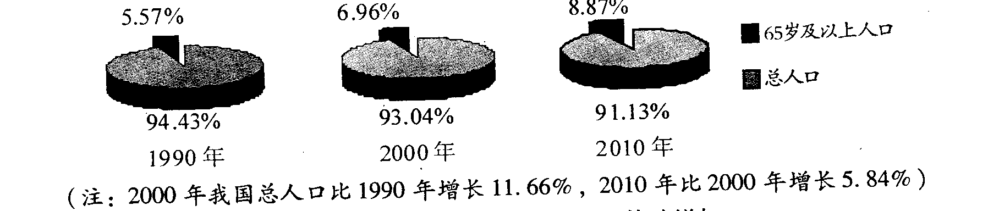 5.57%
6.96%
8.87%
65岁及以上人口
总人口
94.43%
93.04%
91.13%
1990年
2000年
2010年
(注：2000年我国总人口比1990年增长11.66%，2010年比2000年增长5.84%)